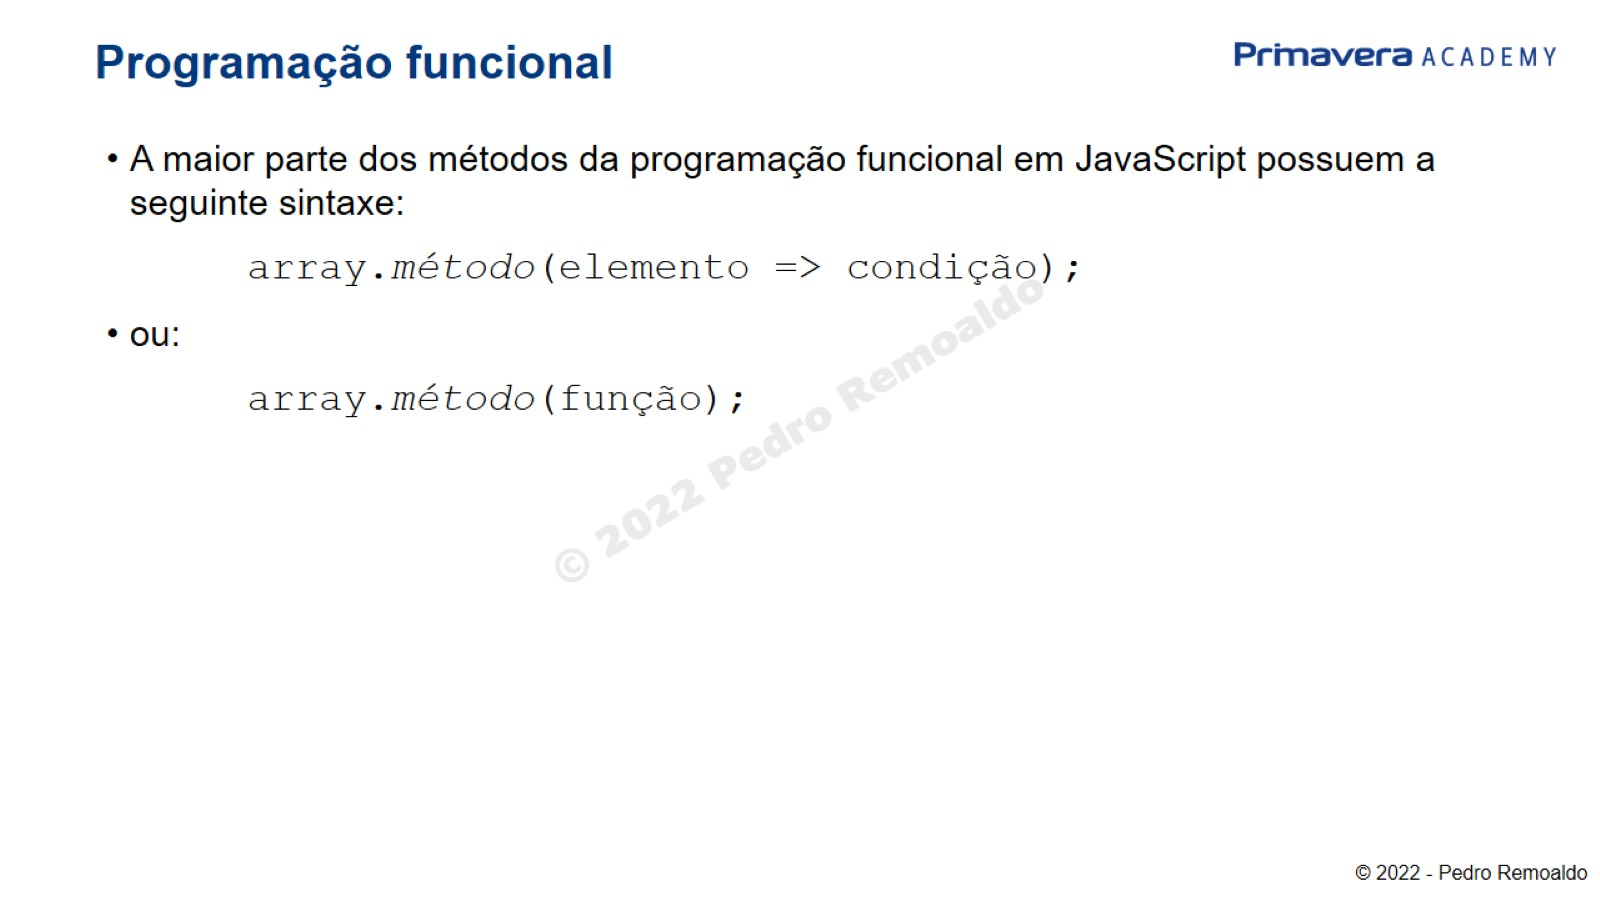 Programação funcional
Primavera ACADEMY
• A maior parte dos métodos da programação funcional em JavaScript possuem a
seguinte sintaxe:
array.método(elemento => condição);
• ou:
array.método(função);
© 2022 Pedro Remoaldo
© 2022 - Pedro Remoaldo